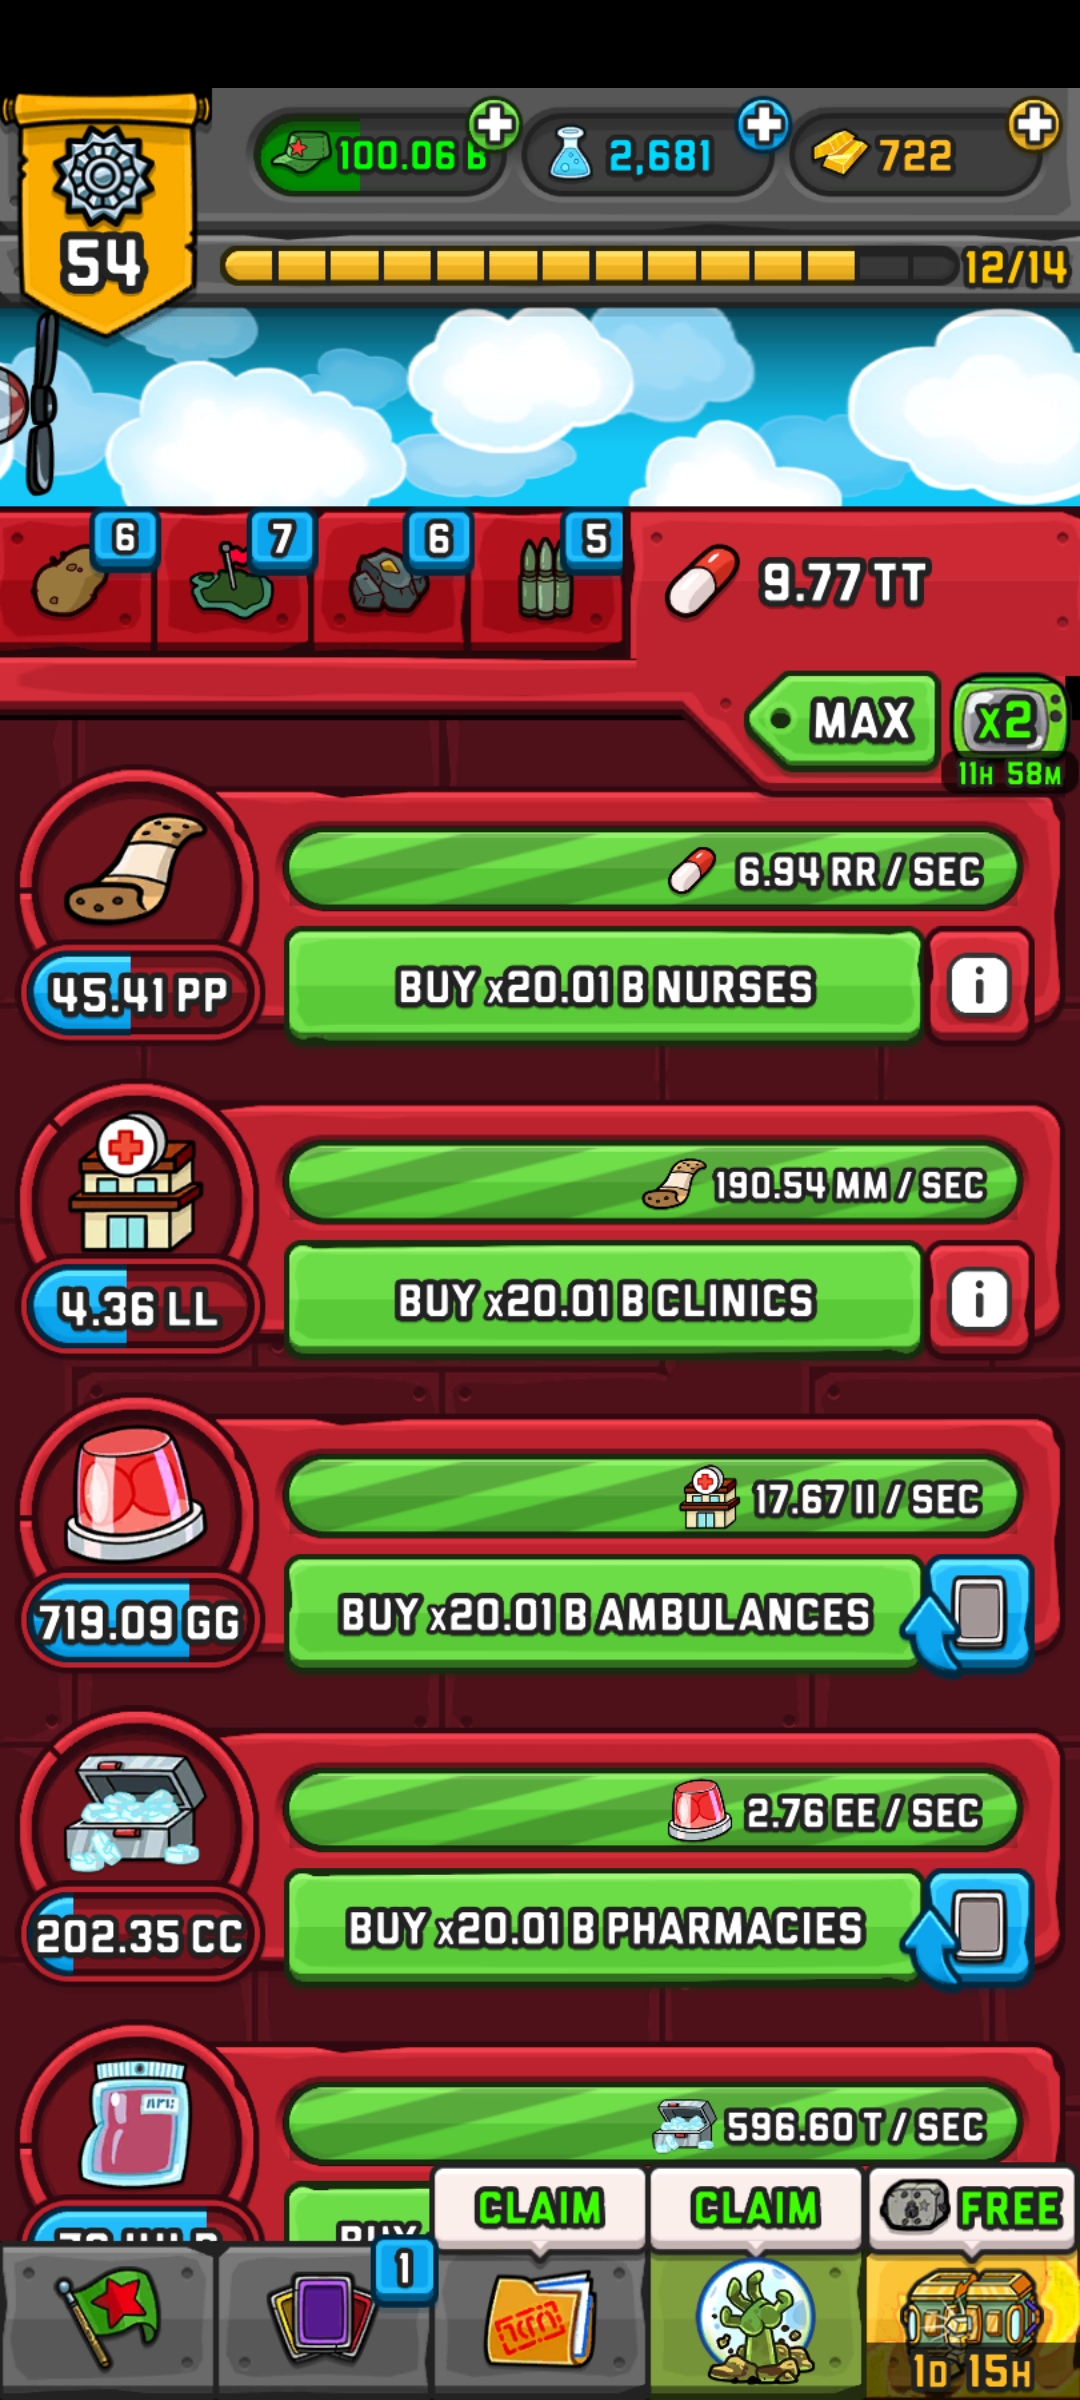 100.06 B
2,681
722
54
12/14
6
7
6
5
9.77 TT
MAX
x2
11H 58M
6.94 RR / SEC
45.41 PP
BUY x20.01 B NURSES
i
190.54 MM / SEC
4.36 LL
BUY x20.01 B CLINICS
i
17.67 II / SEC
719.09 GG
BUY x20.01 B AMBULANCES
2.76 EE / SEC
202.35 CC
BUY x20.01 B PHARMACIES
596.60 T / SEC
BUY
CLAIM
CLAIM
FREE
1
1D 15H